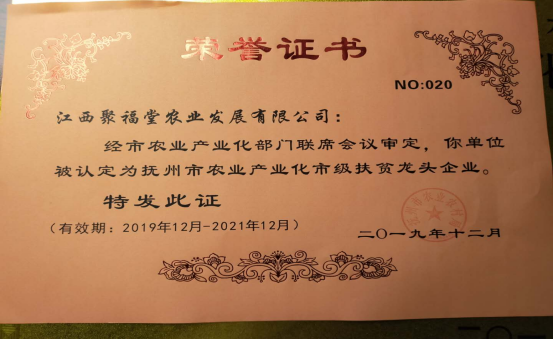 荣誉证书
NO:020
江西聚福堂农业发展有限公司：
经市农业产业化部门联席会议审定，你单位
被认定为抚州市农业产业化市级扶贫龙头企业。
特发此证
（有效期：2019年12月-2021年12月）
二〇一九年十二月